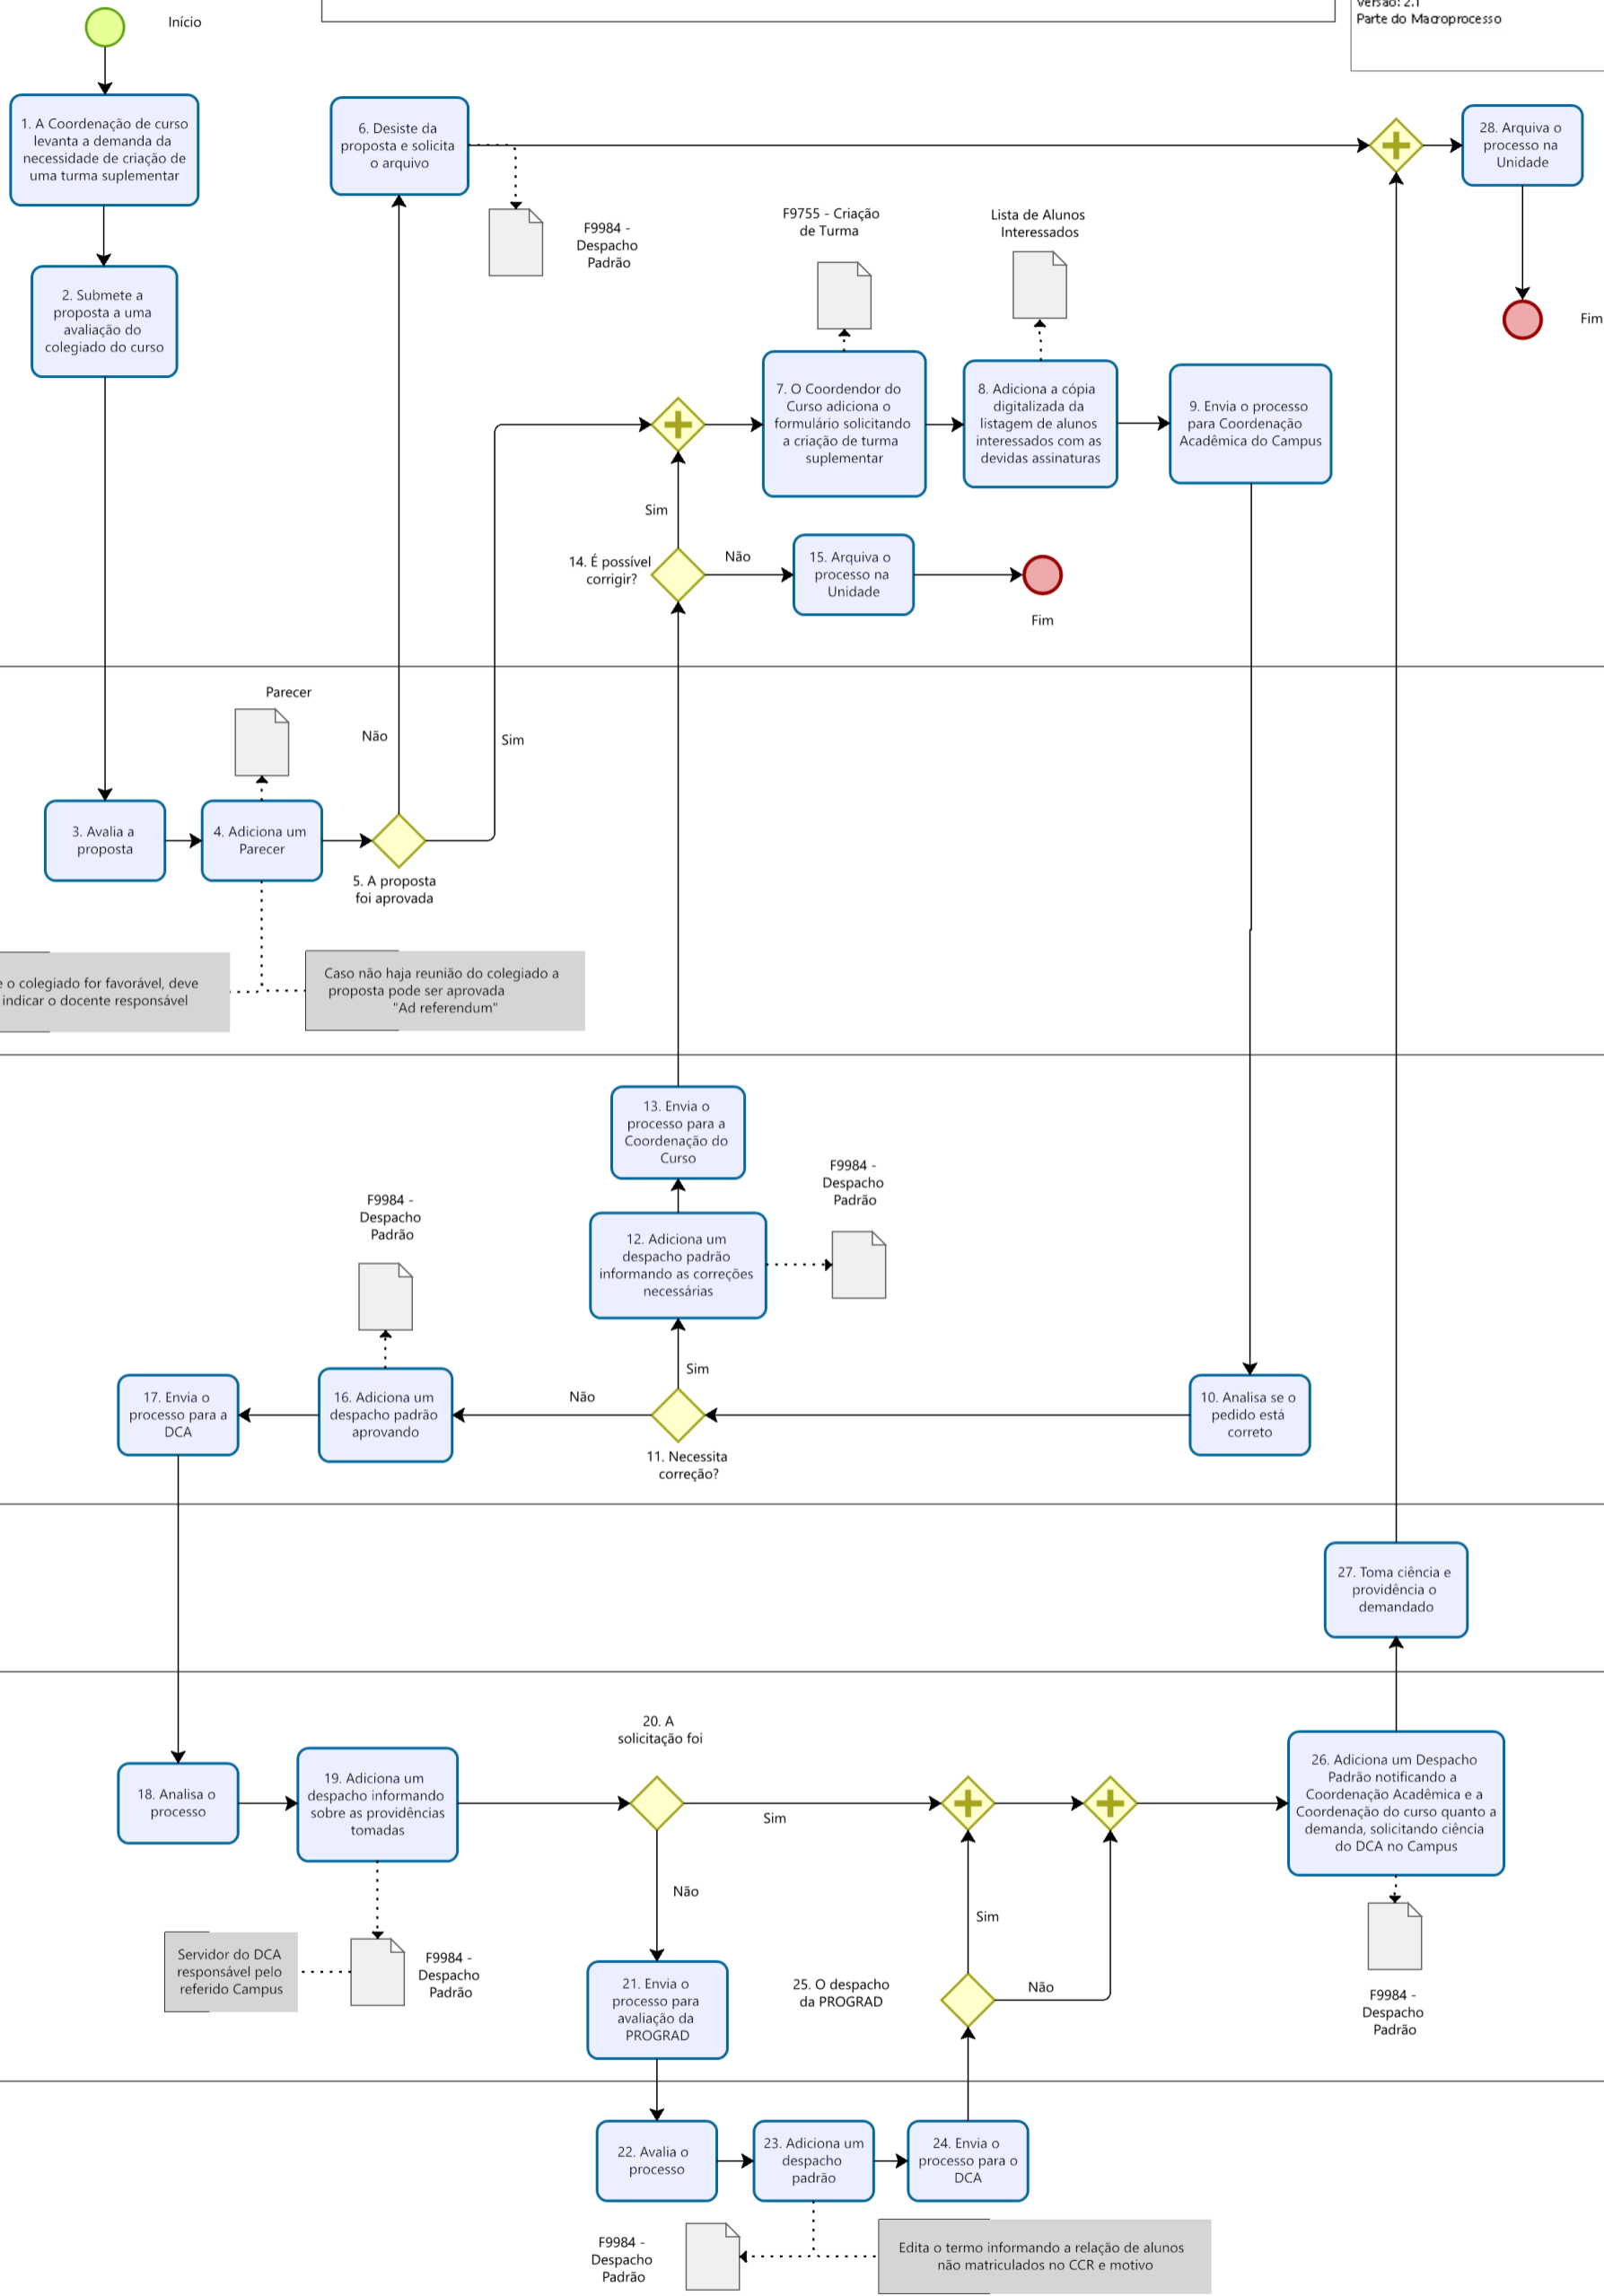 Início
Versão: 2.1
Parte do Macroprocesso
1. A Coordenação de curso
levanta a demanda da
necessidade de criação de
uma turma suplementar
6. Desiste da
proposta e solicita
o arquivo
28. Arquiva o
processo na
Unidade
F9984 -
Despacho
Padrão
F9755 - Criação
de Turma
Lista de Alunos
Interessados
2. Submete a
proposta a uma
avaliação do
colegiado do curso
Fim
7. O Coordendor do
Curso adiciona o
formulário solicitando
a criação de turma
suplementar
8. Adiciona a cópia
digitalizada da
listagem de alunos
interessados com as
devidas assinaturas
9. Envia o processo
para Coordenação
Acadêmica do Campus
Sim
14. É possível
corrigir?
Não
15. Arquiva o
processo na
Unidade
Fim
Parecer
Não
Sim
3. Avalia a
proposta
4. Adiciona um
Parecer
5. A proposta
foi aprovada
e o colegiado for favorável, deve
indicar o docente responsável
Caso não haja reunião do colegiado a
proposta pode ser aprovada
"Ad referendum"
13. Envia o
processo para a
Coordenação do
Curso
F9984 -
Despacho
Padrão
F9984 -
Despacho
Padrão
12. Adiciona um
despacho padrão
informando as correções
necessárias
Sim
17. Envia o
processo para a
DCA
16. Adiciona um
despacho padrão
aprovando
Não
11. Necessita
correção?
10. Analisa se o
pedido está
correto
27. Toma ciência e
providência o
demandado
20. A
solicitação foi
18. Analisa o
processo
19. Adiciona um
despacho informando
sobre as providências
tomadas
Sim
26. Adiciona um Despacho
Padrão notificando a
Coordenação Acadêmica e a
Coordenação do curso quanto a
demanda, solicitando ciência
do DCA no Campus
Não
Sim
Servidor do DCA
responsável pelo
referido Campus
F9984 -
Despacho
Padrão
21. Envia o
processo para
avaliação da
PROGRAD
25. O despacho
da PROGRAD
Não
F9984 -
Despacho
Padrão
22. Avalia o
processo
23. Adiciona um
despacho
padrão
24. Envia o
processo para o
DCA
F9984 -
Despacho
Padrão
Edita o termo informando a relação de alunos
não matriculados no CCR e motivo